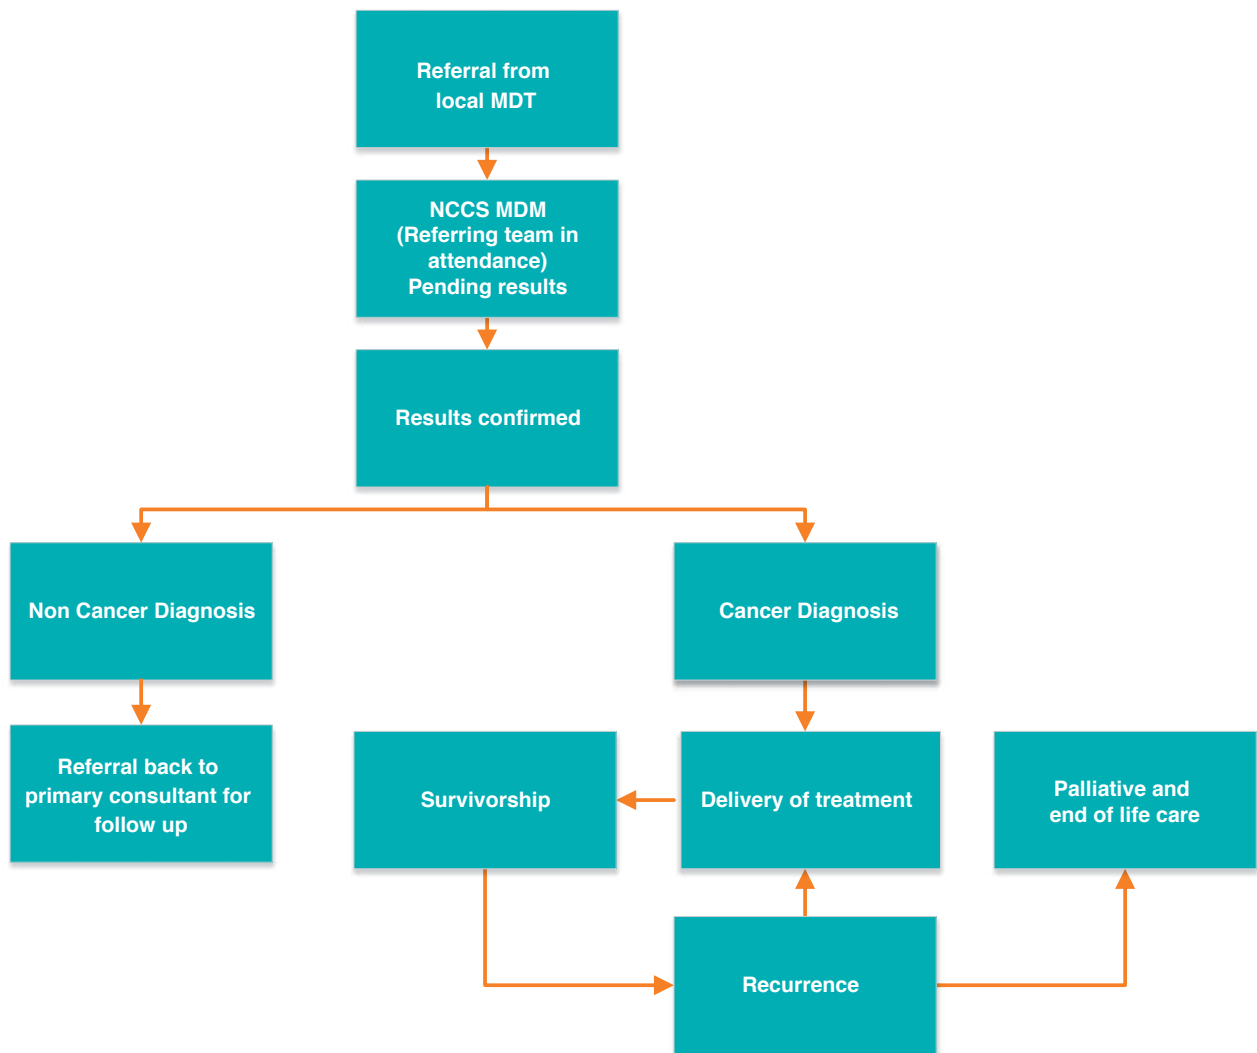 Referral from
local MDT
NCCS MDM
(Referring team in
attendance)
Pending results
Results confirmed
Non Cancer Diagnosis
Cancer Diagnosis
Referral back to
primary consultant for
follow up
Survivorship
Delivery of treatment
Palliative and
end of life care
Recurrence